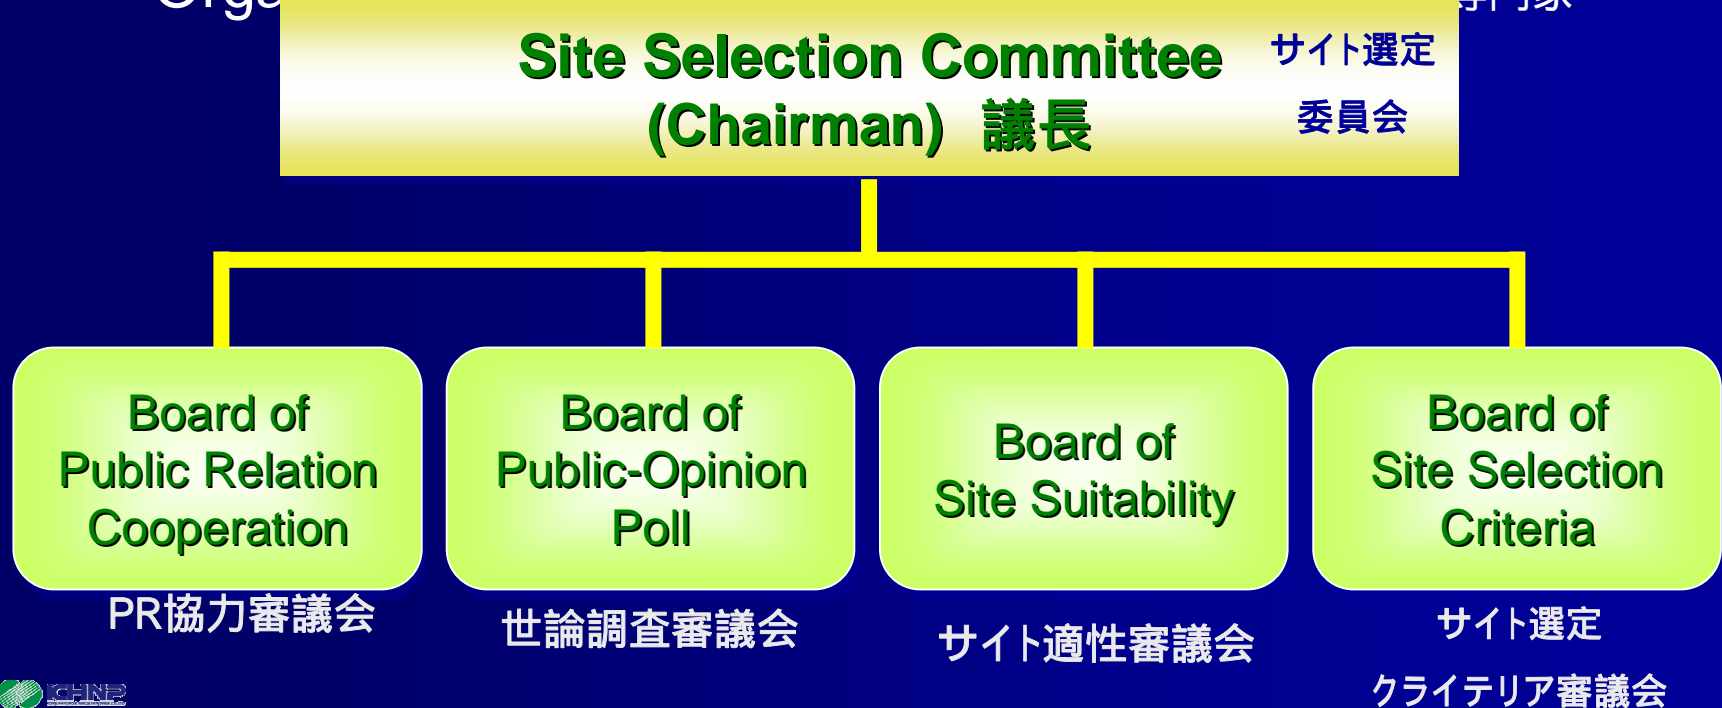 Site Selection Committee サイト選定
(Chairman) 議長 委員会
Board of
Public Relation
Cooperation
Board of
Public-Opinion
Poll
Board of
Site Suitability
Board of
Site Selection
Criteria
PR協力審議会
世論調査審議会
サイト適性審議会
サイト選定
クライテリア審議会
KHNP